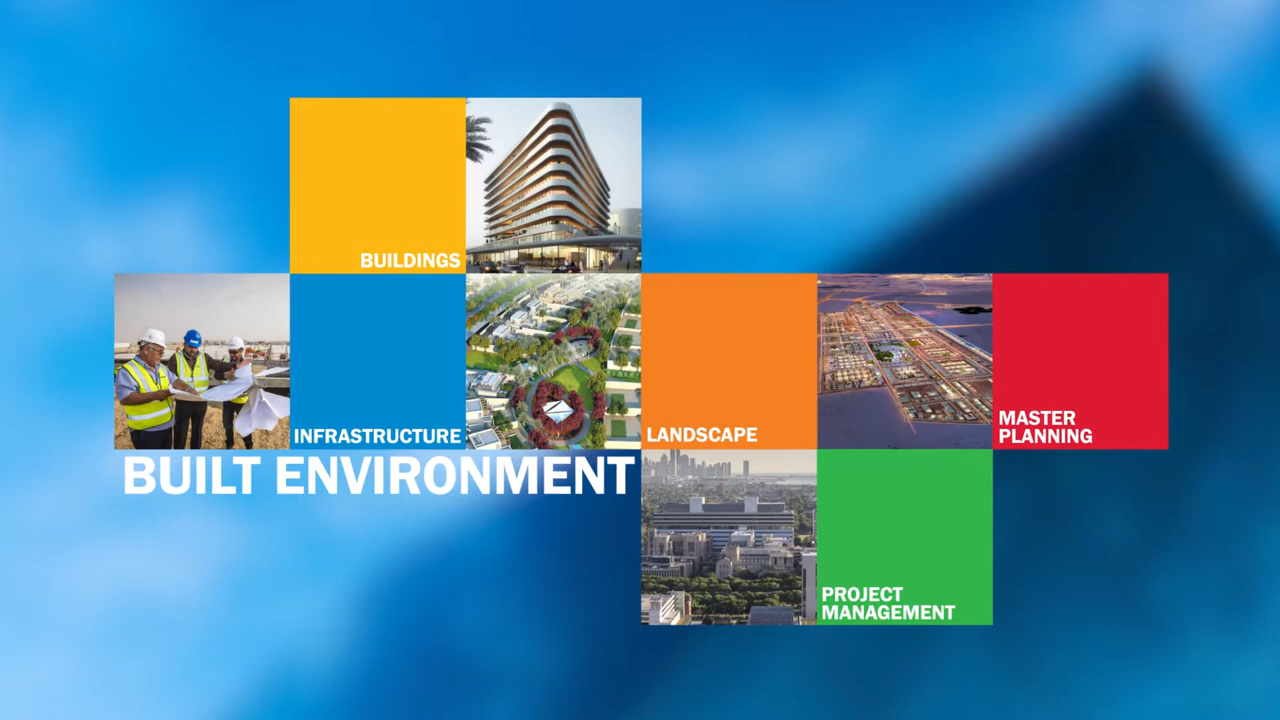 BUILDINGS
INFRASTRUCTURE
LANDSCAPE
MASTER
PLANNING
BUILT ENVIRONMENT
PROJECT
MANAGEMENT